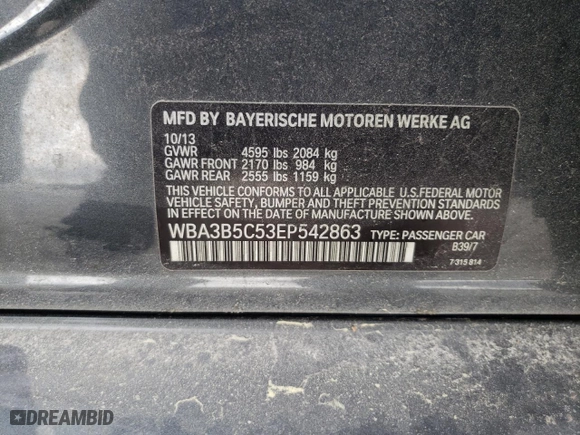 MFD BY BAYERISCHE MOTOREN WERKE AG
10/13
GVWR 4595 lbs 2084 kg
GAWR FRONT 2170 lbs 984 kg
GAWR REAR 2555 lbs 1159 kg
THIS VEHICLE CONFORMS TO ALL APPLICABLE U.S.FEDERAL MOTOR
VEHICLE SAFETY, BUMPER AND THEFT PREVENTION STANDARDS
IN EFFECT ON THE DATE OF MANUFACTURE SHOWN ABOVE.
WBA3B5C53EP542863 TYPE: PASSENGER CAR
B39/7
7 315 814
DREAMBID